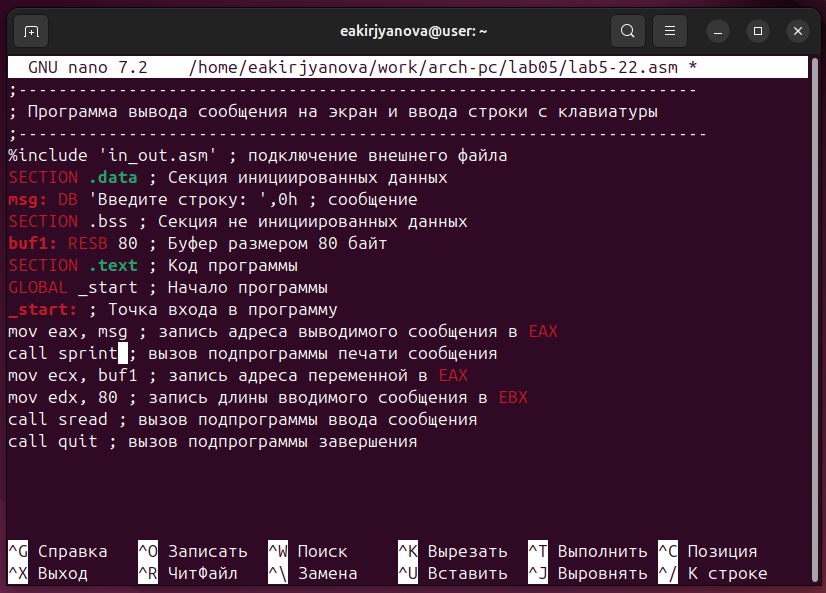 eakirjyanova@user: ~
GNU nano 7.2 /home/eakirjyanova/work/arch-pc/lab05/lab5-22.asm *
;--------------------------------------------------------------------
; Программа вывода сообщения на экран и ввода строки с клавиатуры
;---------------------------------------------------------------------
%include 'in_out.asm' ; подключение внешнего файла
SECTION .data ; Секция инициированных данных
msg: DB 'Введите строку: ',0h ; сообщение
SECTION .bss ; Секция не инициированных данных
buf1: RESB 80 ; Буфер размером 80 байт
SECTION .text ; Код программы
GLOBAL _start ; Начало программы
_start: ; Точка входа в программу
mov eax, msg ; запись адреса выводимого сообщения в EAX
call sprint ; вызов подпрограммы печати сообщения
mov ecx, buf1 ; запись адреса переменной в EAX
mov edx, 80 ; запись длины вводимого сообщения в EBX
call sread ; вызов подпрограммы ввода сообщения
call quit ; вызов подпрограммы завершения
^G Справка ^O Записать ^W Поиск ^K Вырезать ^T Выполнить ^C Позиция
^X Выход ^R ЧитФайл ^\ Замена ^U Вставить ^J Выровнять ^/ К строке